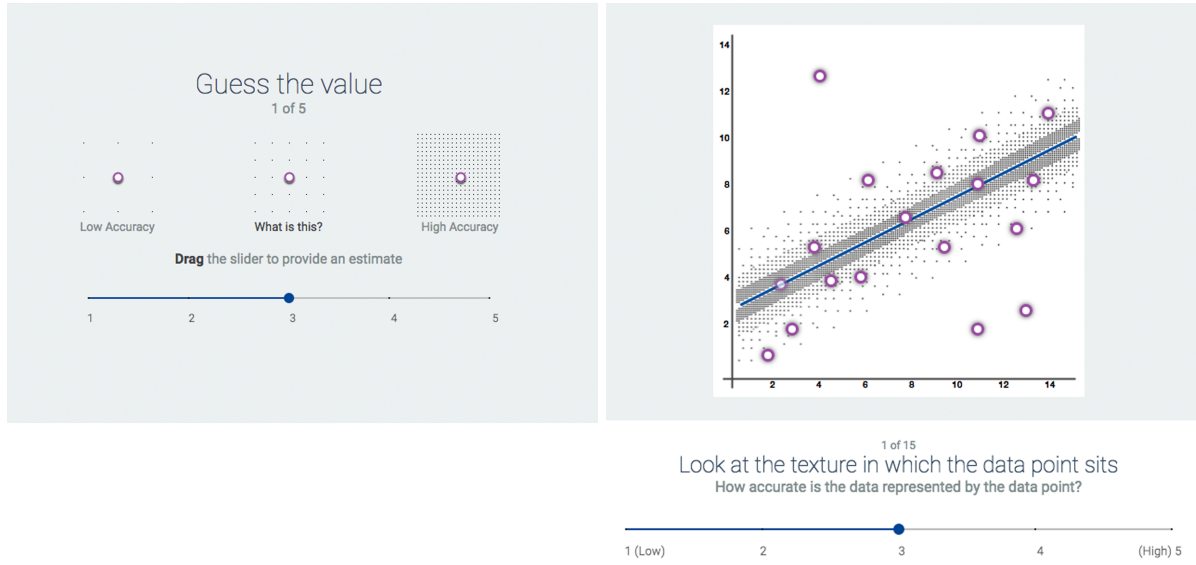 Guess the value
1 of 5
Low Accuracy
What is this?
High Accuracy
Drag the slider to provide an estimate
1 2 3 4 5
14
12
10
8
6
4
2
2 4 6 8 10 12 14
1 of 15
Look at the texture in which the data point sits
How accurate is the data represented by the data point?
1 (Low) 2 3 4 (High) 5